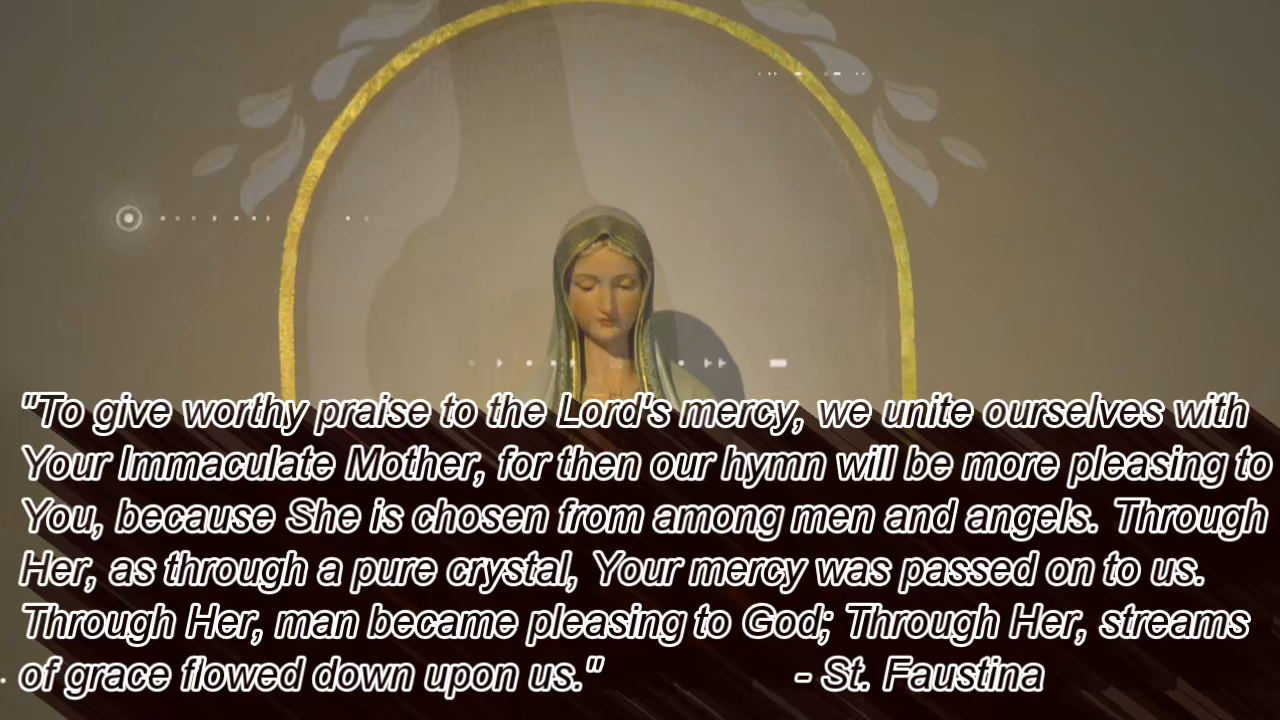 "To give worthy praise to the Lord's mercy, we unite ourselves with
Your Immaculate Mother, for then our hymn will be more pleasing to
You, because She is chosen from among men and angels. Through
Her, as through a pure crystal, Your mercy was passed on to us.
Through Her, man became pleasing to God; Through Her, streams
of grace flowed down upon us." - St. Faustina